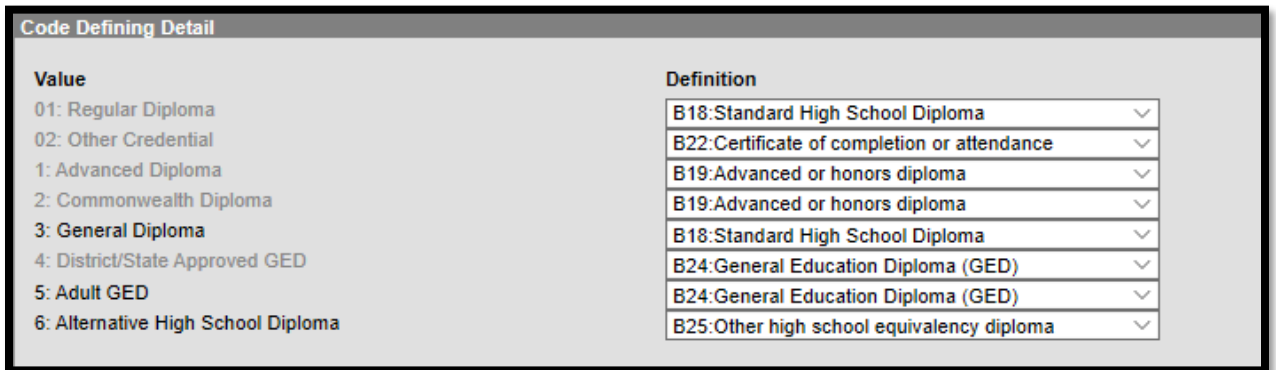 Code Defining Detail
Value Definition
01: Regular Diploma B18:Standard High School Diploma
02: Other Credential B22:Certificate of completion or attendance
1: Advanced Diploma B19:Advanced or honors diploma
2: Commonwealth Diploma B19:Advanced or honors diploma
3: General Diploma B18:Standard High School Diploma
4: District/State Approved GED B24:General Education Diploma (GED)
5: Adult GED B24:General Education Diploma (GED)
6: Alternative High School Diploma B25:Other high school equivalency diploma